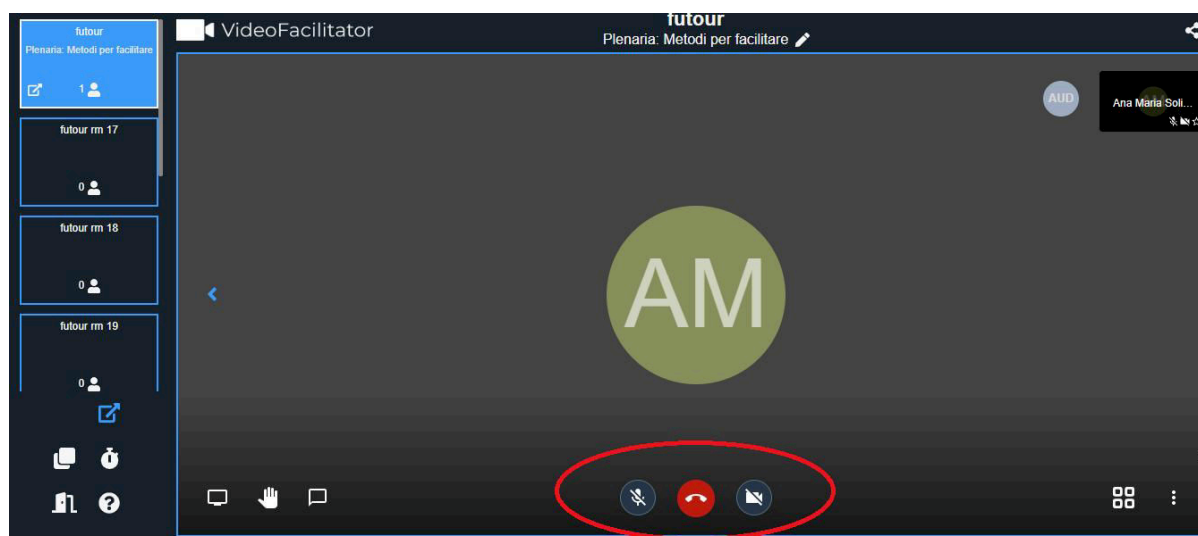 futour
Plenaria: Metodi per facilitare
1
futour rm 17
0
futour rm 18
0
futour rm 19
0
VideoFacilitator
futour
Plenaria: Metodi per facilitare
AUD
Ana Maria Soli...
AM